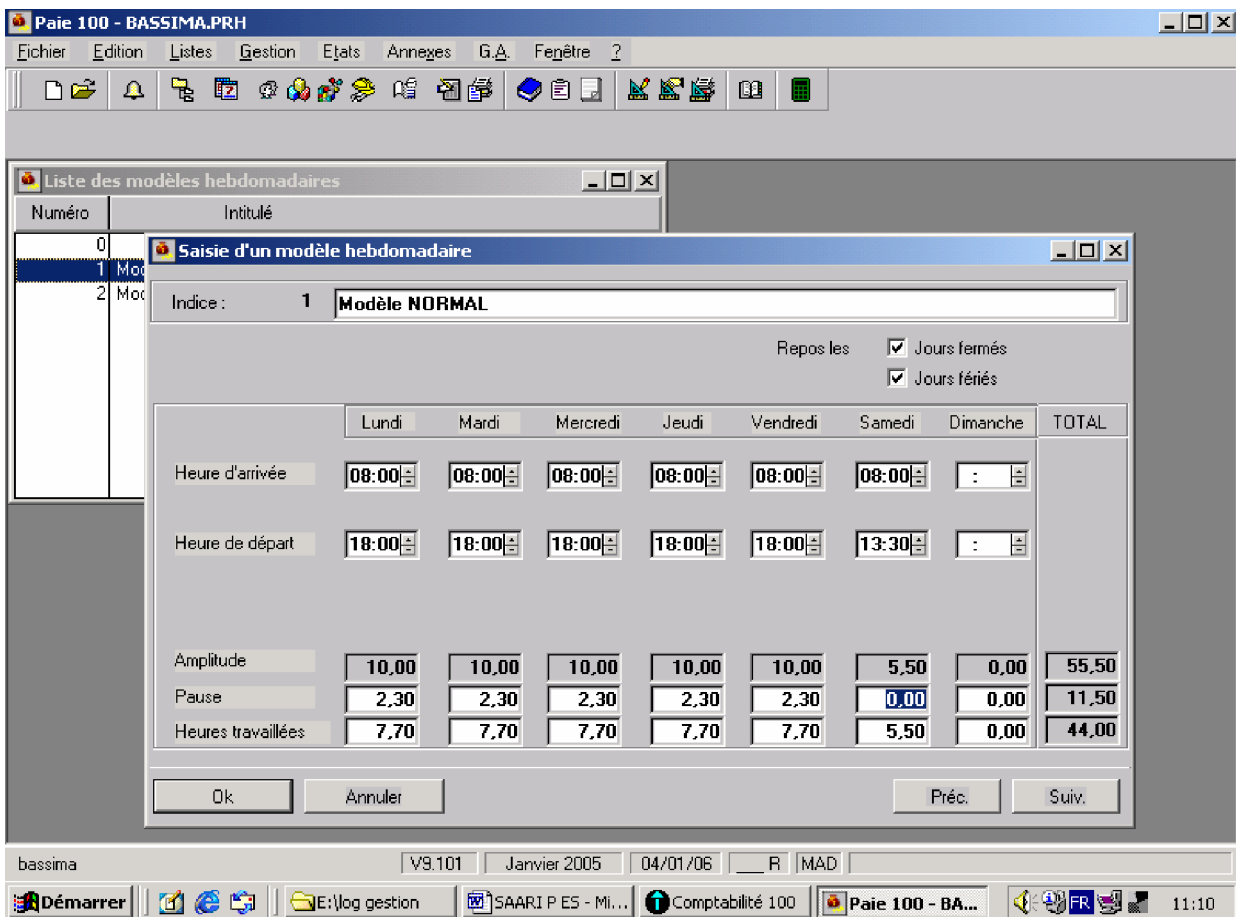 Paie 100 - BASSIMA.PRH
Fichier Edition Listes Gestion Etats Annexes G.A. Fenêtre ?
Liste des modèles hebdomadaires
Numéro Intitulé
0
1 Mod
2 Mod
Saisie d'un modèle hebdomadaire
Indice : 1 Modèle NORMAL
Repos les Jours fermés
Jours fériés
Lundi Mardi Mercredi Jeudi Vendredi Samedi Dimanche TOTAL
Heure d'arrivée 08:00 08:00 08:00 08:00 08:00 08:00 :
Heure de départ 18:00 18:00 18:00 18:00 18:00 13:30 :
Amplitude 10,00 10,00 10,00 10,00 10,00 5,50 0,00 55,50
Pause 2,30 2,30 2,30 2,30 2,30 0,00 0,00 11,50
Heures travaillées 7,70 7,70 7,70 7,70 7,70 5,50 0,00 44,00
Ok Annuler Préc. Suiv.
bassima V9.101 Janvier 2005 04/01/06 ___ R MAD
Démarrer E:\log gestion SAARI P ES - Mi... Comptabilité 100 Paie 100 - BA... FR 11:10